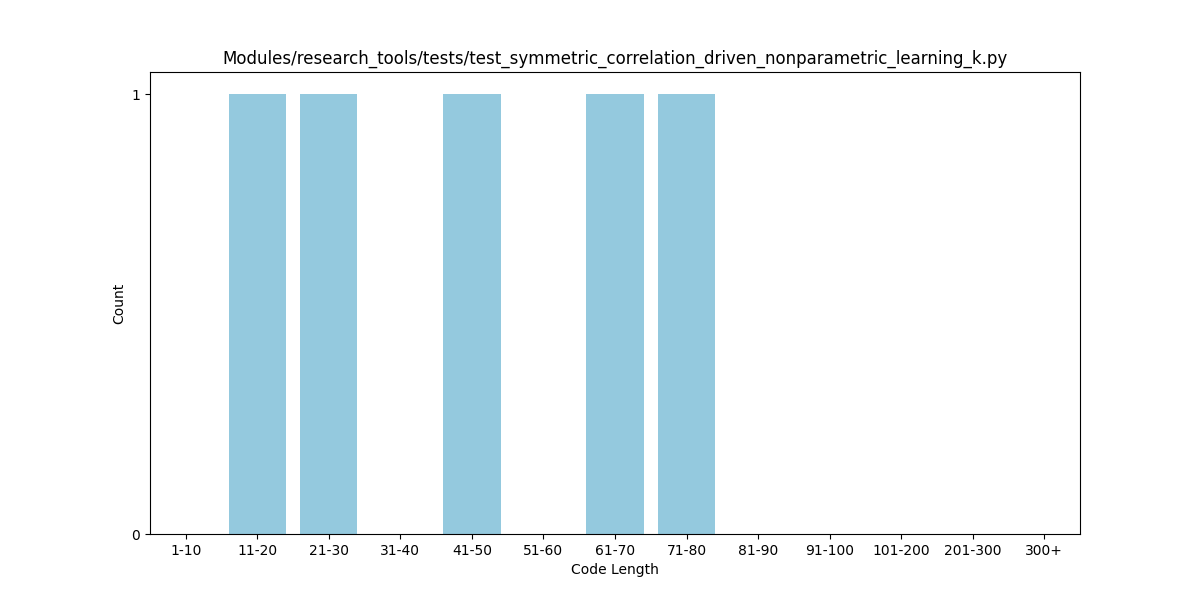 Modules/research_tools/tests/test_symmetric_correlation_driven_nonparametric_learning_k.py
1
Count
0
1-10 11-20 21-30 31-40 41-50 51-60 61-70 71-80 81-90 91-100 101-200 201-300 300+
Code Length